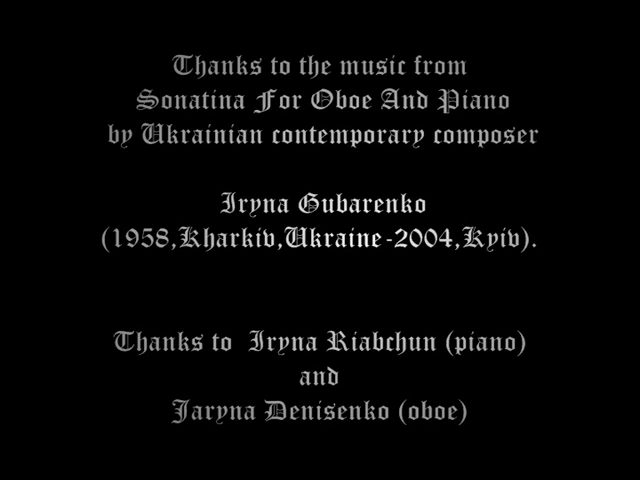 Thanks to the music from
Sonatina For Oboe And Piano
by Ukrainian contemporary composer
Iryna Gubarenko
(1958,Kharkiv,Ukraine-2004,Kyiv).
Thanks to Iryna Riabchun (piano)
and
Jaryna Denisenko (oboe)